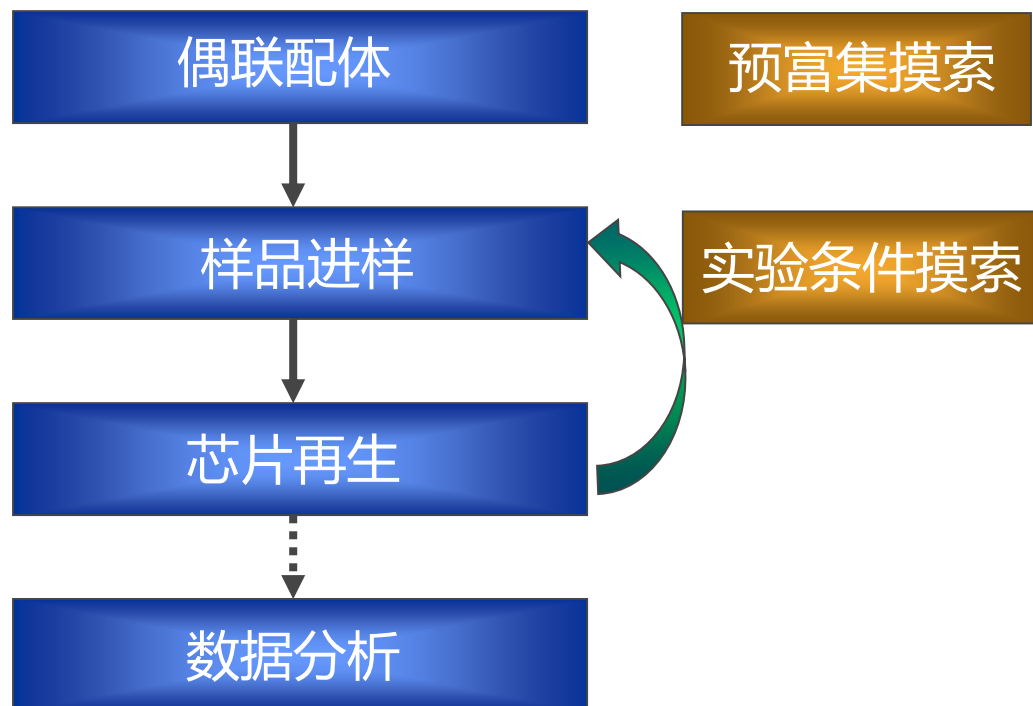 偶联配体
预富集摸索
样品进样
实验条件摸索
芯片再生
数据分析